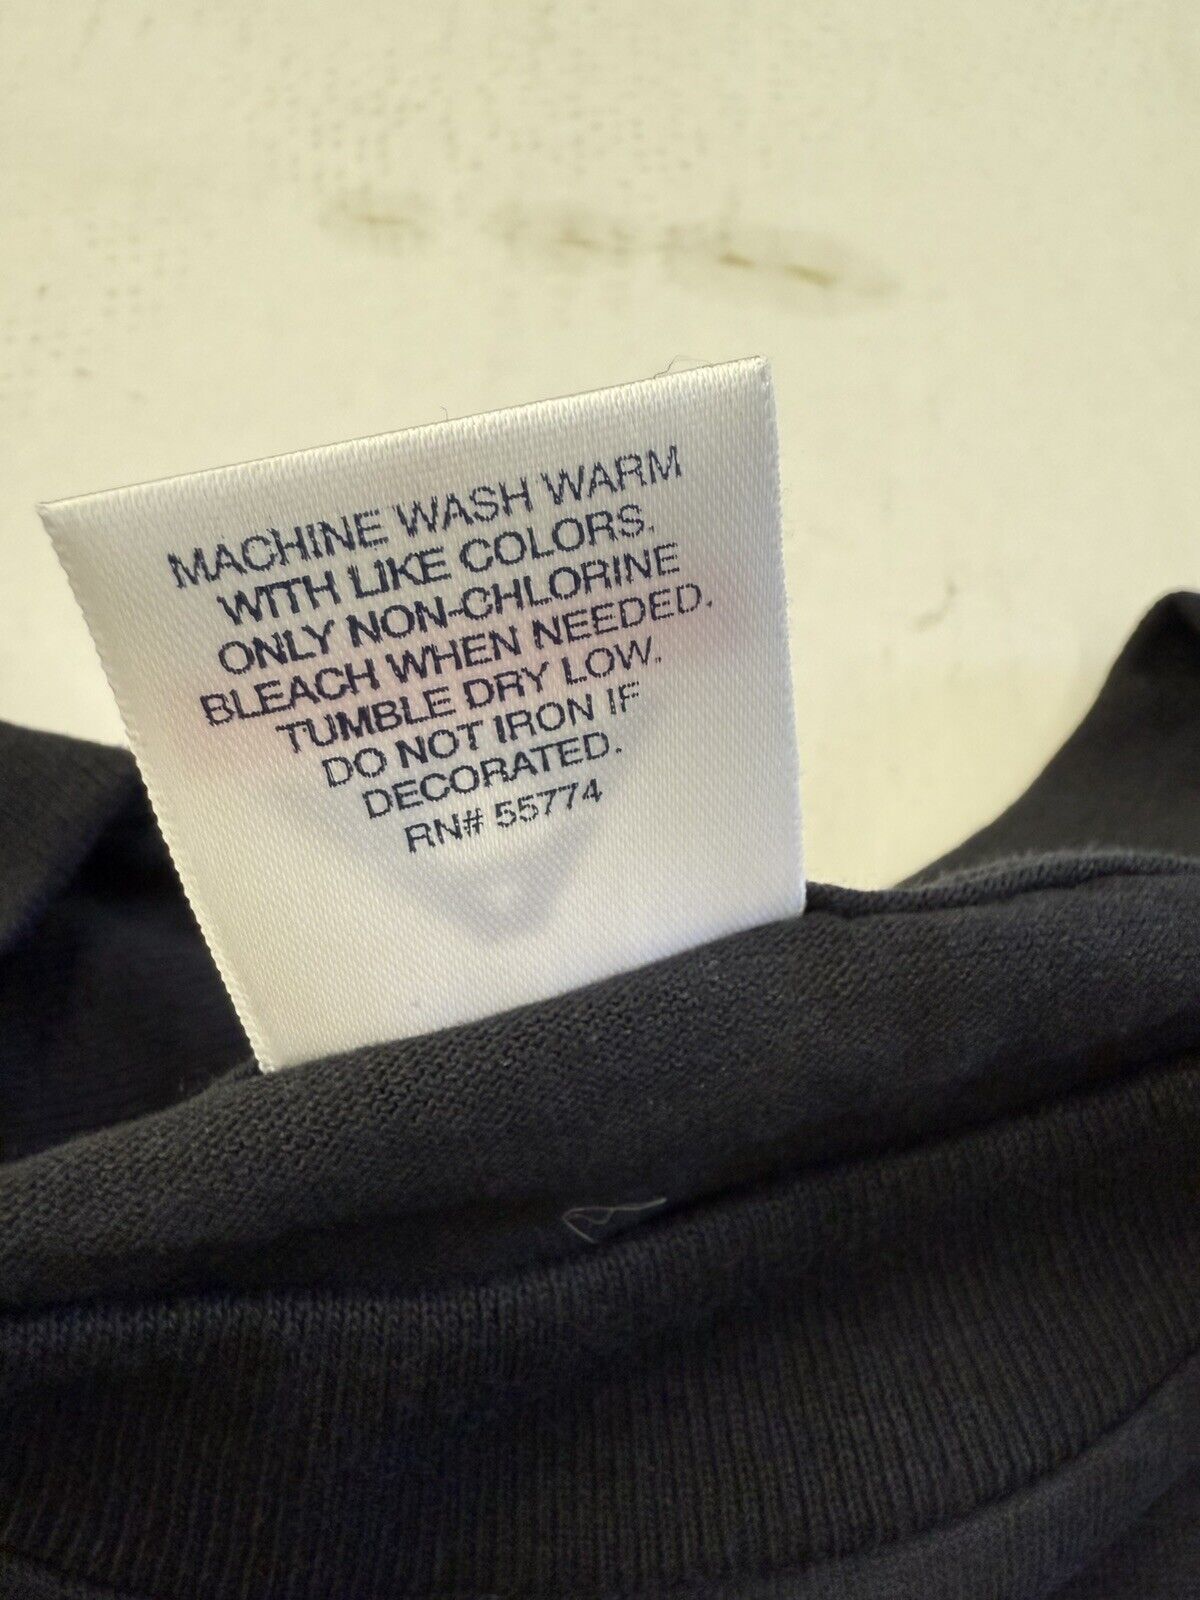 MACHINE WASH WARM
WITH LIKE COLORS.
ONLY NON-CHLORINE
BLEACH WHEN NEEDED.
TUMBLE DRY LOW.
DO NOT IRON IF
DECORATED.
RN# 55774